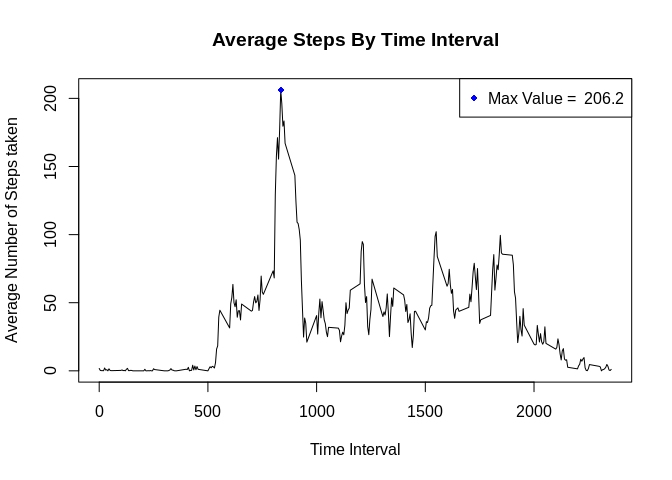 Average Steps By Time Interval
Max Value =  206.2
Average Number of Steps taken
200
150
100
50
0
0 500 1000 1500 2000
Time Interval